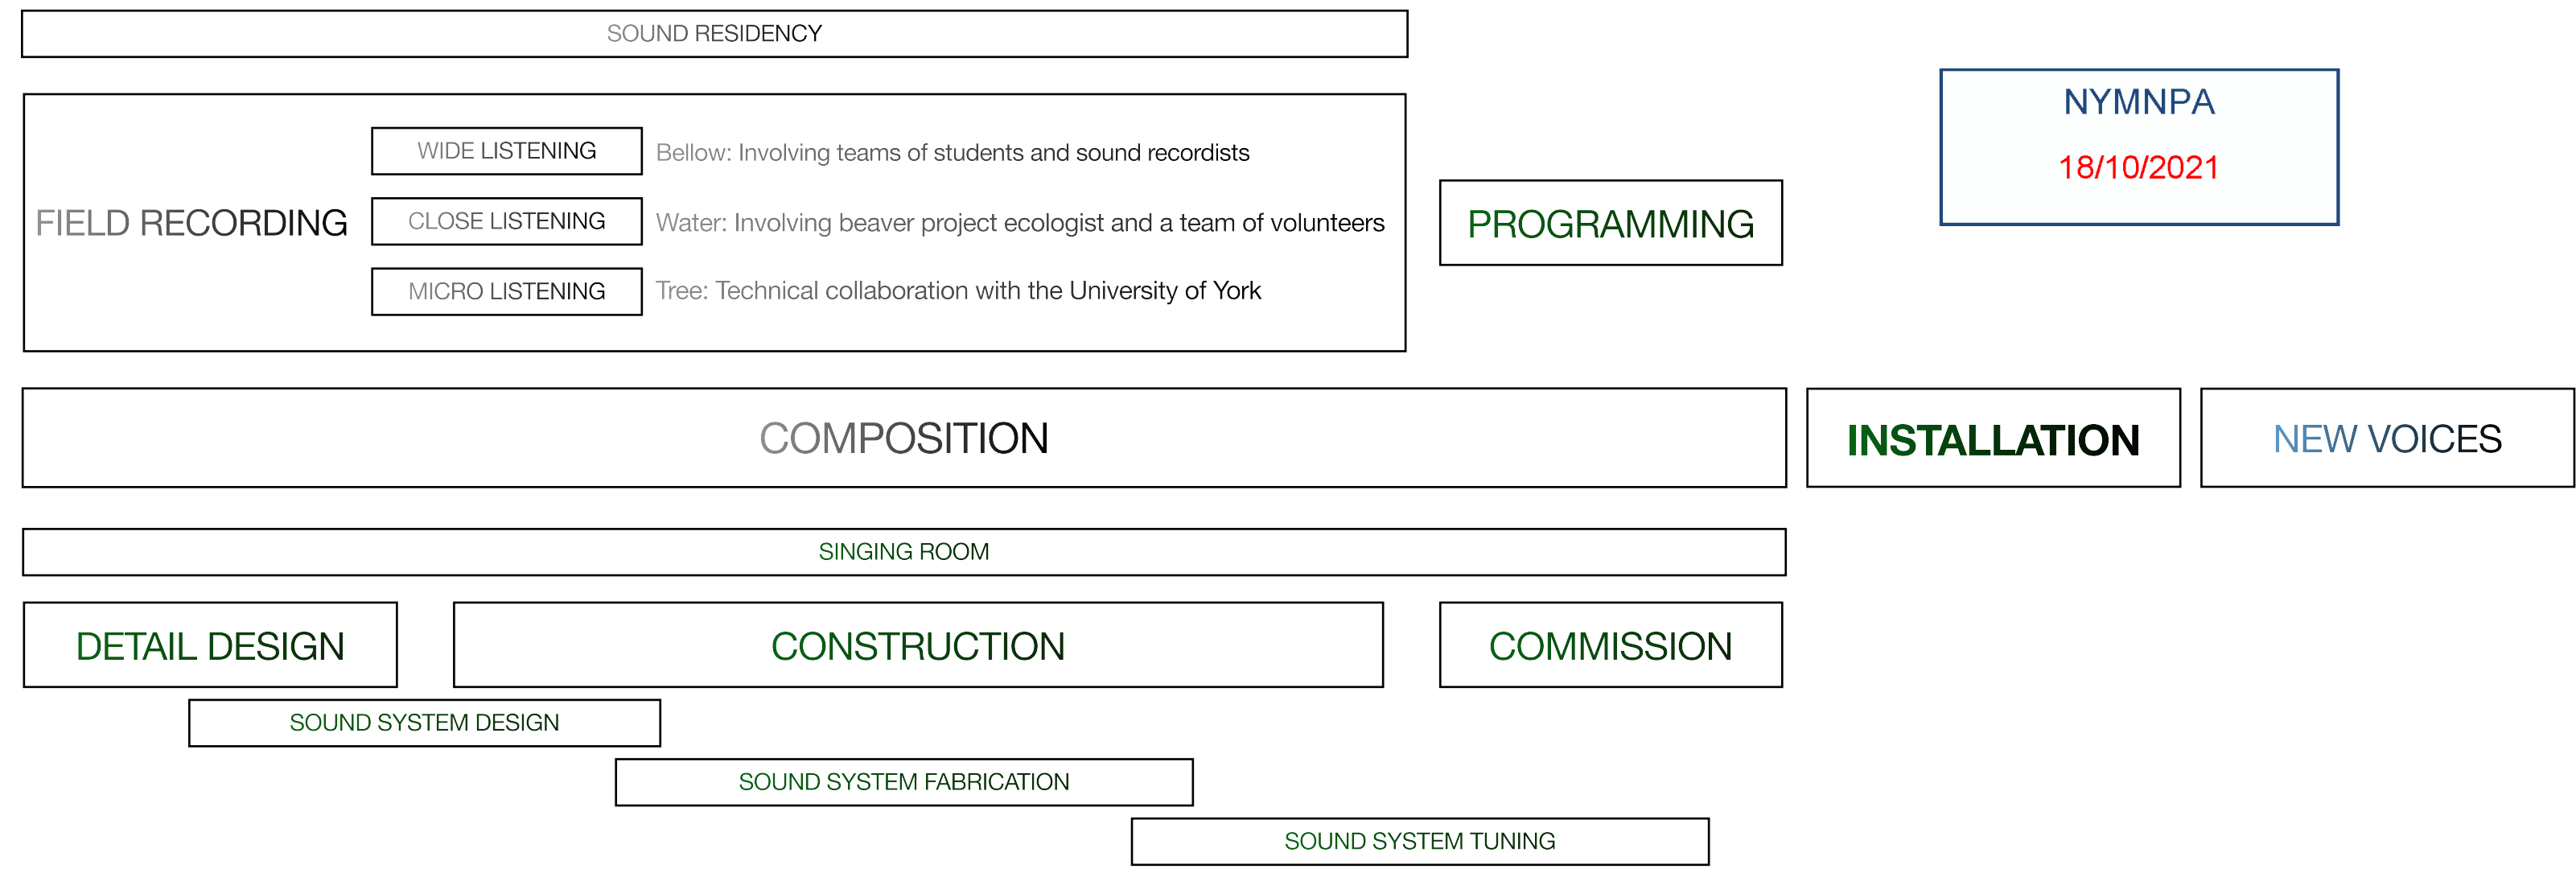 SOUND RESIDENCY
NYMNPA
18/10/2021
FIELD RECORDING
WIDE LISTENING Bellow: Involving teams of students and sound recordists
CLOSE LISTENING Water: Involving beaver project ecologist and a team of volunteers
MICRO LISTENING Tree: Technical collaboration with the University of York
PROGRAMMING
COMPOSITION
INSTALLATION
NEW VOICES
SINGING ROOM
DETAIL DESIGN
CONSTRUCTION
COMMISSION
SOUND SYSTEM DESIGN
SOUND SYSTEM FABRICATION
SOUND SYSTEM TUNING